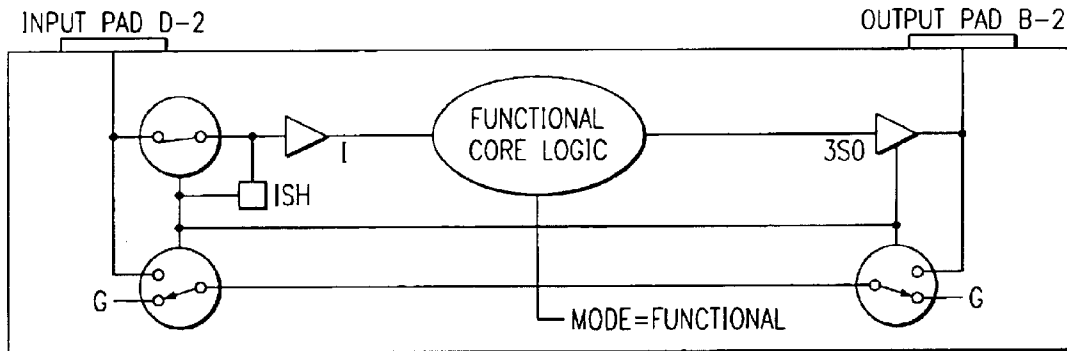 INPUT PAD D-2
OUTPUT PAD B-2
FUNCTIONAL
CORE LOGIC
I
3SO
ISH
G
G
MODE=FUNCTIONAL